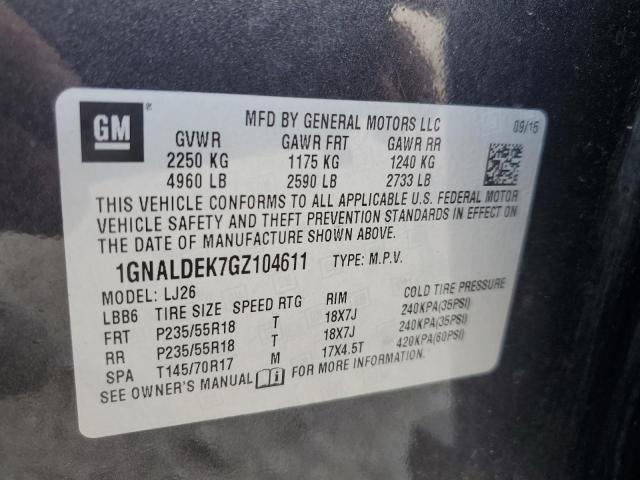 GM ®
MFD BY GENERAL MOTORS LLC 09/15
GVWR GAWR FRT GAWR RR
2250 KG 1175 KG 1240 KG
4960 LB 2590 LB 2733 LB
THIS VEHICLE CONFORMS TO ALL APPLICABLE U.S. FEDERAL MOTOR
VEHICLE SAFETY AND THEFT PREVENTION STANDARDS IN EFFECT ON
THE DATE OF MANUFACTURE SHOWN ABOVE.
1GNALDEK7GZ104611 TYPE: M.P.V.
MODEL: LJ26
LBB6 TIRE SIZE SPEED RTG RIM COLD TIRE PRESSURE
FRT P235/55R18 T 18X7J 240KPA(35PSI)
RR P235/55R18 T 18X7J 240KPA(35PSI)
SPA T145/70R17 M 17X4.5T 420KPA(60PSI)
SEE OWNER'S MANUAL FOR MORE INFORMATION.